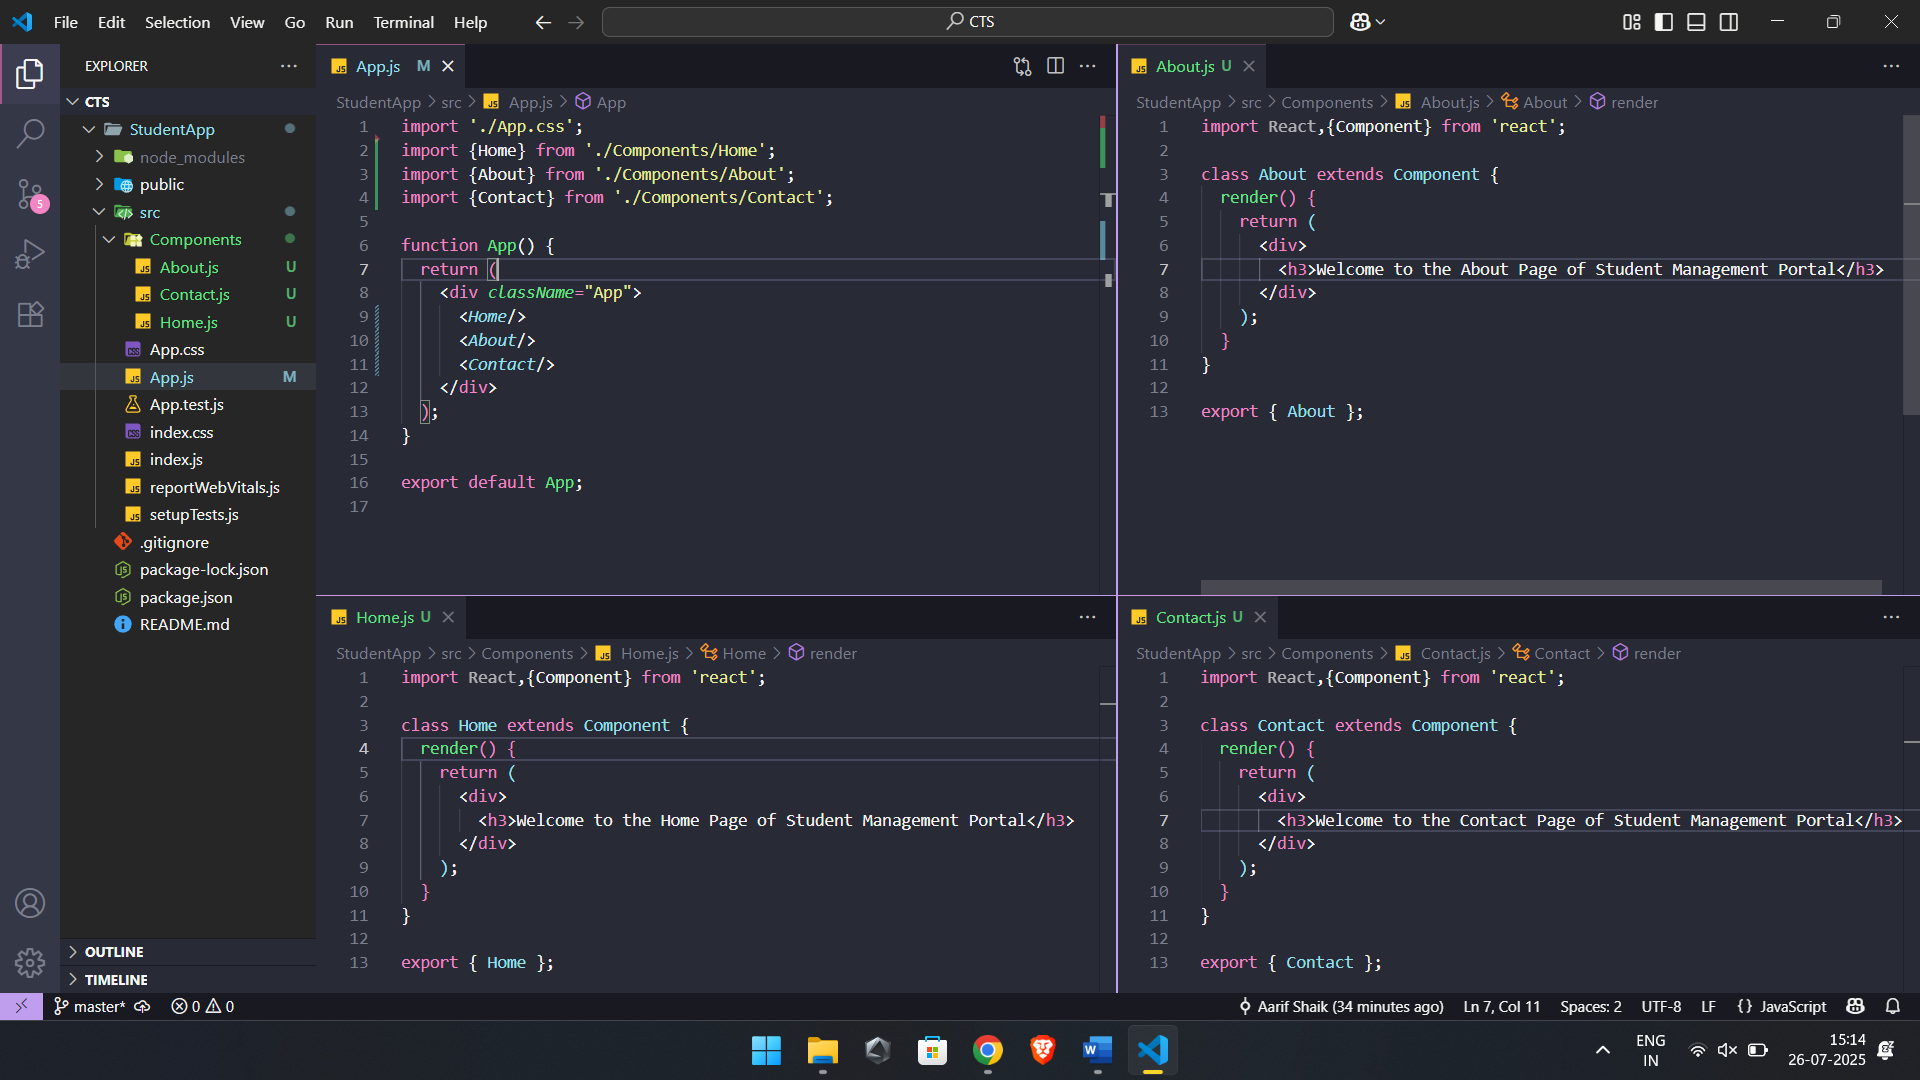 File Edit Selection View Go Run Terminal Help
CTS
EXPLORER
CTS
StudentApp
node_modules
public
src
Components
About.js U
Contact.js U
Home.js U
App.css
App.js M
App.test.js
index.css
index.js
reportWebVitals.js
setupTests.js
.gitignore
package-lock.json
package.json
README.md
OUTLINE
TIMELINE
5
App.js M
StudentApp > src > App.js > App
1 import './App.css';
2 import {Home} from './Components/Home';
3 import {About} from './Components/About';
4 import {Contact} from './Components/Contact';
5
6 function App() {
7 return (
8 <div className="App">
9 <Home/>
10 <About/>
11 <Contact/>
12 </div>
13 );
14 }
15
16 export default App;
17
About.js U
StudentApp > src > Components > About.js > About > render
1 import React,{Component} from 'react';
2
3 class About extends Component {
4 render() {
5 return (
6 <div>
7 <h3>Welcome to the About Page of Student Management Portal</h3>
8 </div>
9 );
10 }
11 }
12
13 export { About };
Home.js U
StudentApp > src > Components > Home.js > Home > render
1 import React,{Component} from 'react';
2
3 class Home extends Component {
4 render() {
5 return (
6 <div>
7 <h3>Welcome to the Home Page of Student Management Portal</h3>
8 </div>
9 );
10 }
11 }
12
13 export { Home };
Contact.js U
StudentApp > src > Components > Contact.js > Contact > render
1 import React,{Component} from 'react';
2
3 class Contact extends Component {
4 render() {
5 return (
6 <div>
7 <h3>Welcome to the Contact Page of Student Management Portal</h3>
8 </div>
9 );
10 }
11 }
12
13 export { Contact };
master* 0 0 Aarif Shaik (34 minutes ago) Ln 7, Col 11 Spaces: 2 UTF-8 LF {} JavaScript
ENG
IN
15:14
26-07-2025